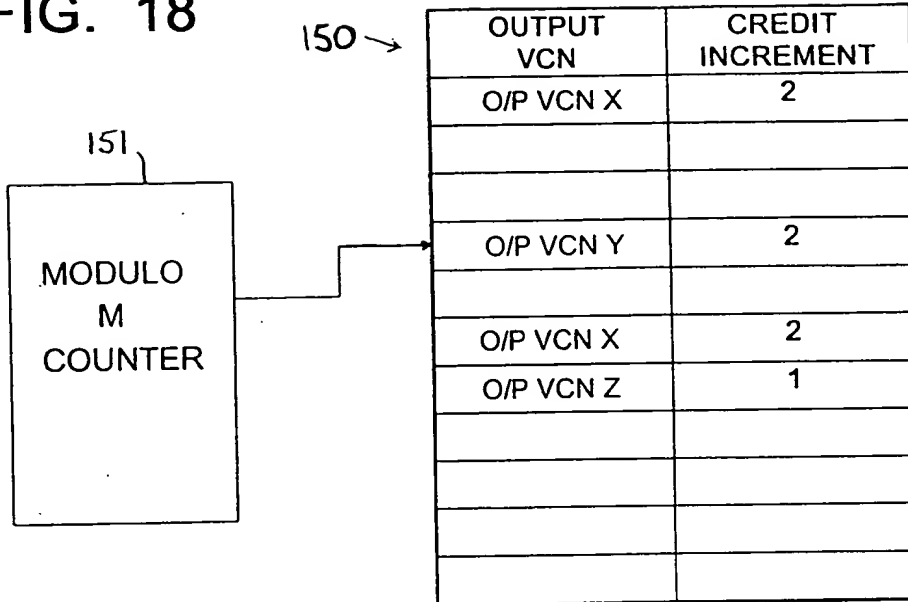 FIG. 18
150
OUTPUT VCN
CREDIT INCREMENT
O/P VCN X 2
151
O/P VCN Y 2
MODULO
M
COUNTER
O/P VCN X 2
O/P VCN Z 1